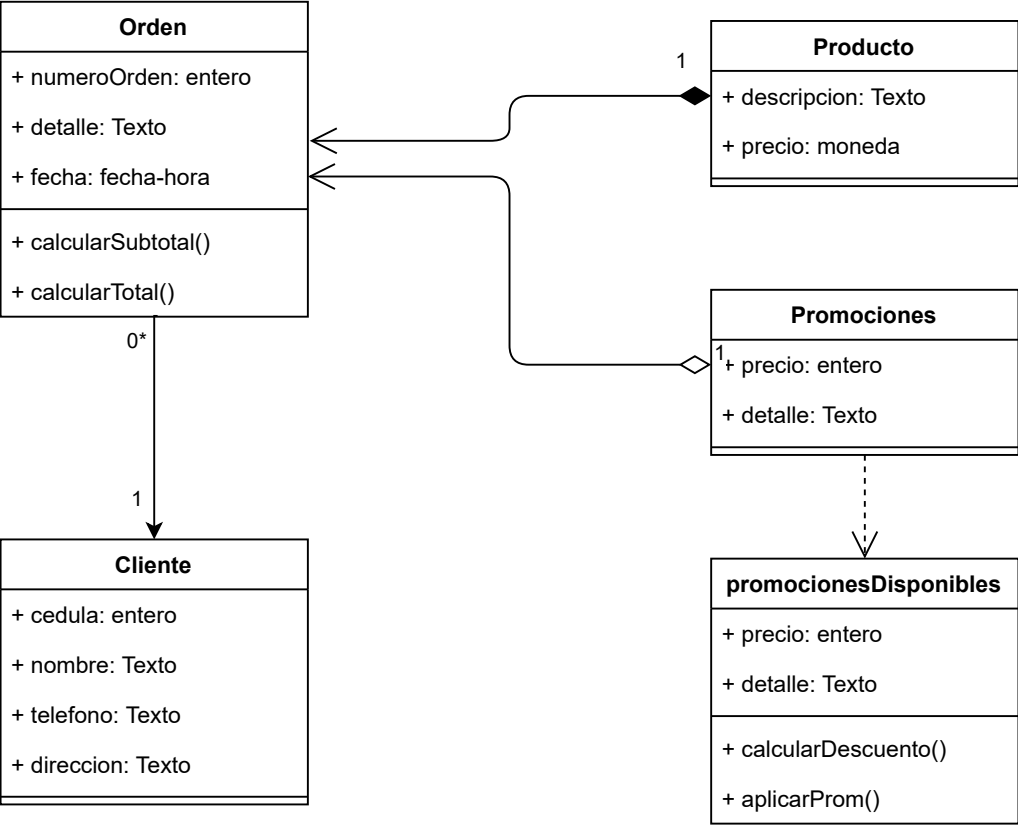 Orden
+ numeroOrden: entero
+ detalle: Texto
+ fecha: fecha-hora
+ calcularSubtotal()
+ calcularTotal()
0*
1
Cliente
+ cedula: entero
+ nombre: Texto
+ telefono: Texto
+ direccion: Texto
1
Producto
+ descripcion: Texto
+ precio: moneda
Promociones
1
+ precio: entero
+ detalle: Texto
promocionesDisponibles
+ precio: entero
+ detalle: Texto
+ calcularDescuento()
+ aplicarProm()